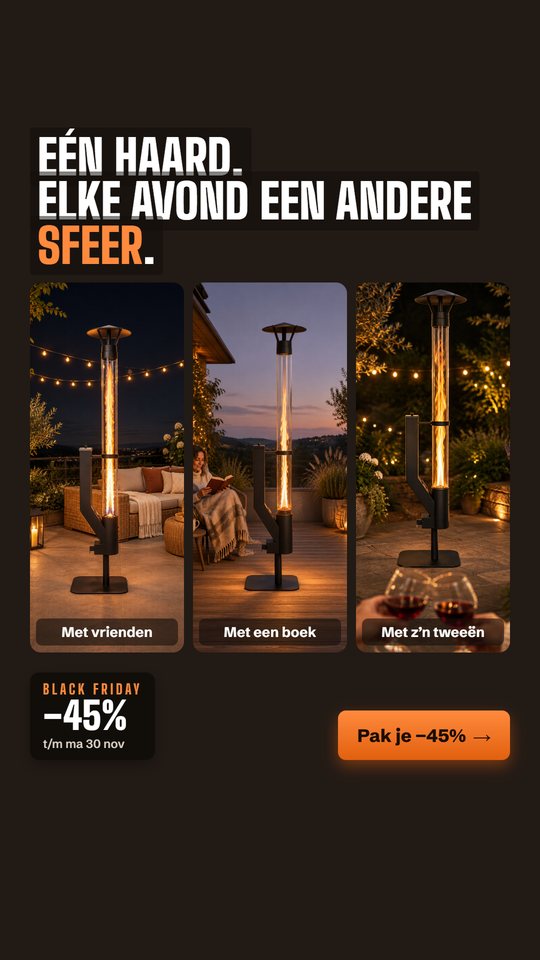 EÉN HAARD.
ELKE AVOND EEN ANDERE
SFEER.
Met vrienden
Met een boek
Met z’n tweeën
BLACK FRIDAY
−45%
t/m ma 30 nov
Pak je −45% →